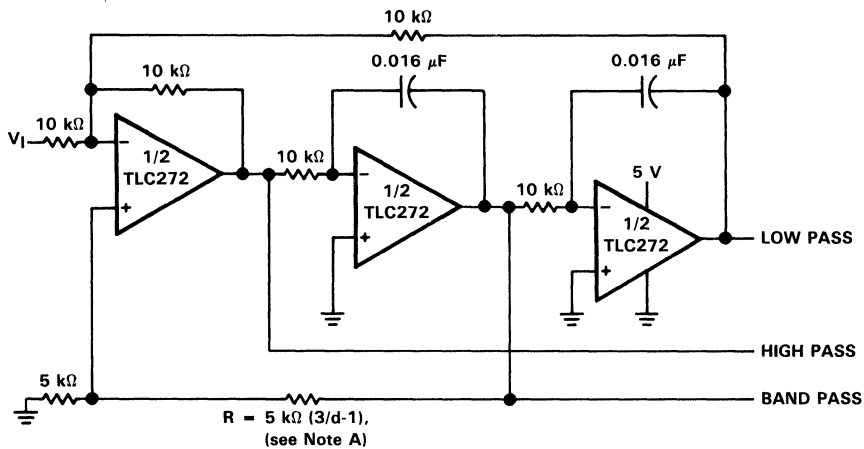 10 kΩ
10 kΩ
0.016 μF
0.016 μF
V_I
10 kΩ
−
+
1/2
TLC272
10 kΩ
−
+
1/2
TLC272
10 kΩ
−
+
5 V
1/2
TLC272
LOW PASS
HIGH PASS
5 kΩ
BAND PASS
R = 5 kΩ (3/d-1),
(see Note A)